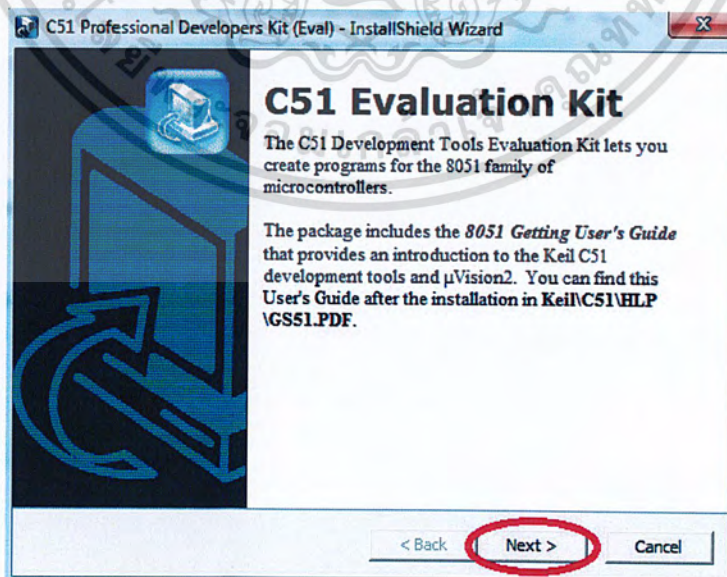 C51 Professional Developers Kit (Eval) - InstallShield Wizard
C51 Evaluation Kit
The C51 Development Tools Evaluation Kit lets you
create programs for the 8051 family of
microcontrollers.
The package includes the 8051 Getting User's Guide
that provides an introduction to the Keil C51
development tools and µVision2. You can find this
User's Guide after the installation in Keil\C51\HLP
\GS51.PDF.
< Back
Next >
Cancel